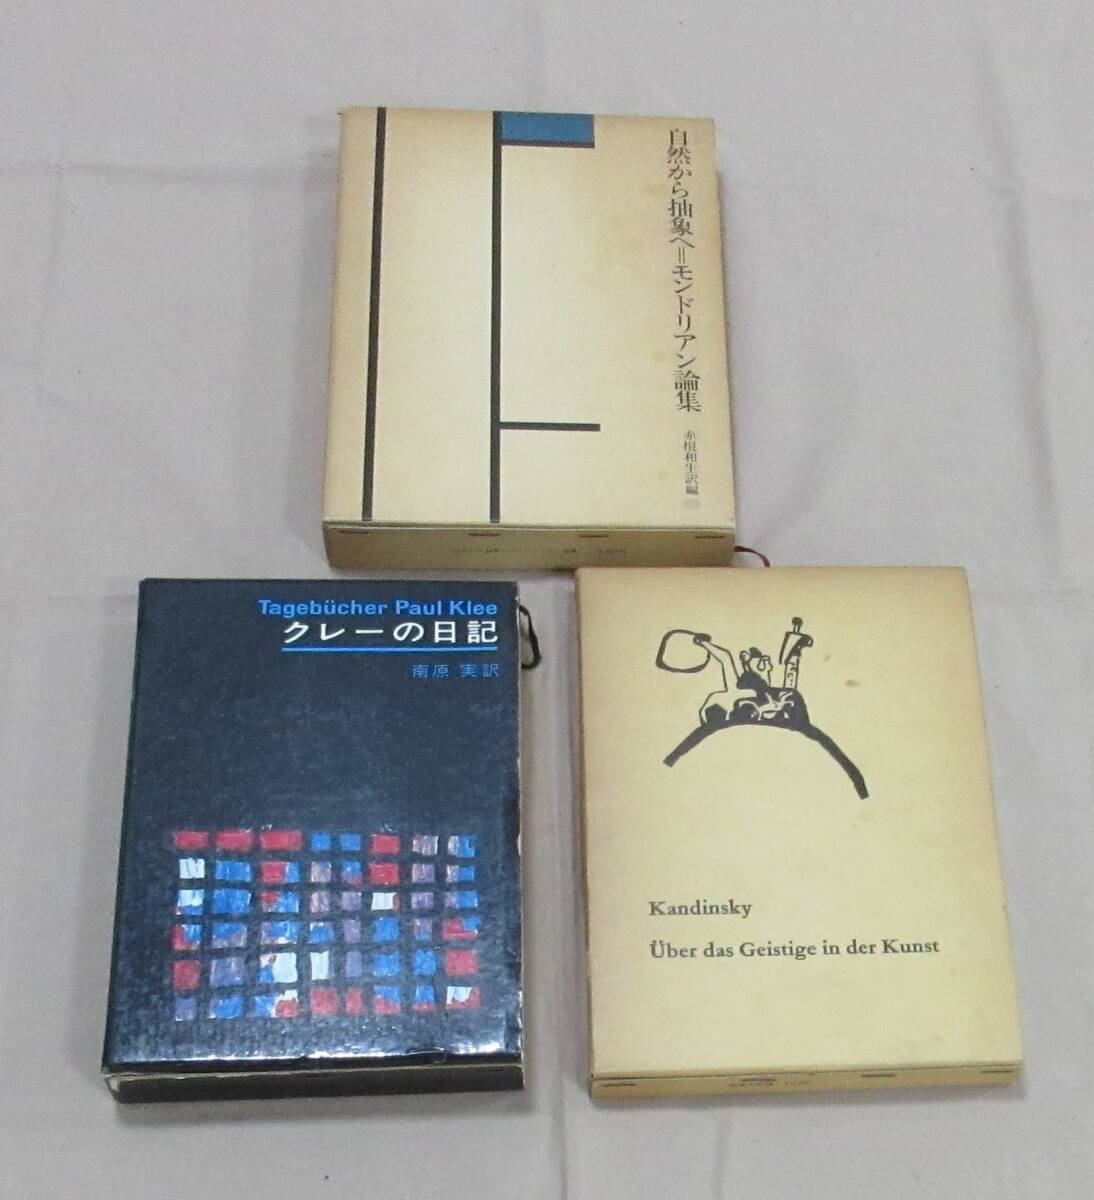 自然から抽象へ=モンドリアン論集
赤根和生訳編
Tagebücher Paul Klee
クレーの日記
南原 実訳
Kandinsky
Über das Geistige in der Kunst